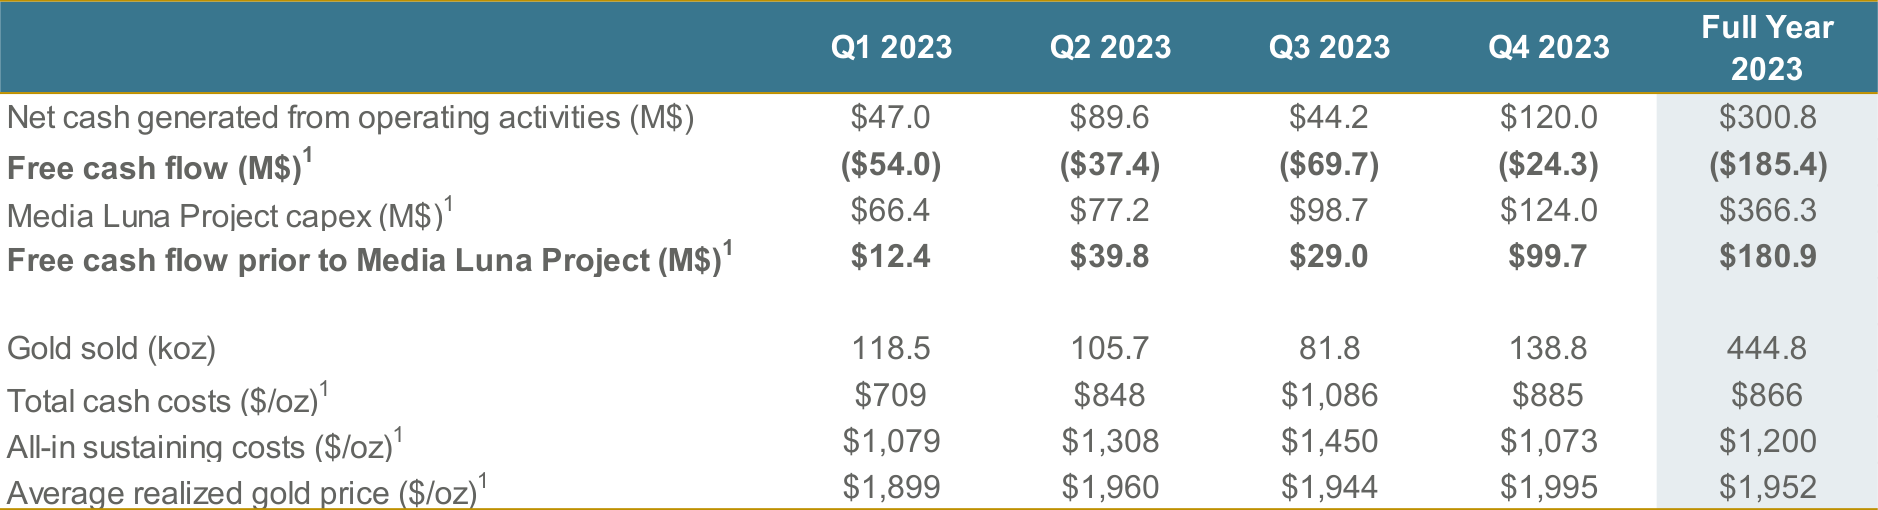 Q1 2023 Q2 2023 Q3 2023 Q4 2023 Full Year
2023
Net cash generated from operating activities (M$) $47.0 $89.6 $44.2 $120.0 $300.8
Free cash flow (M$)1 ($54.0) ($37.4) ($69.7) ($24.3) ($185.4)
Media Luna Project capex (M$)1 $66.4 $77.2 $98.7 $124.0 $366.3
Free cash flow prior to Media Luna Project (M$)1 $12.4 $39.8 $29.0 $99.7 $180.9
Gold sold (koz) 118.5 105.7 81.8 138.8 444.8
Total cash costs ($/oz)1 $709 $848 $1,086 $885 $866
All-in sustaining costs ($/oz)1 $1,079 $1,308 $1,450 $1,073 $1,200
Average realized gold price ($/oz)1 $1,899 $1,960 $1,944 $1,995 $1,952